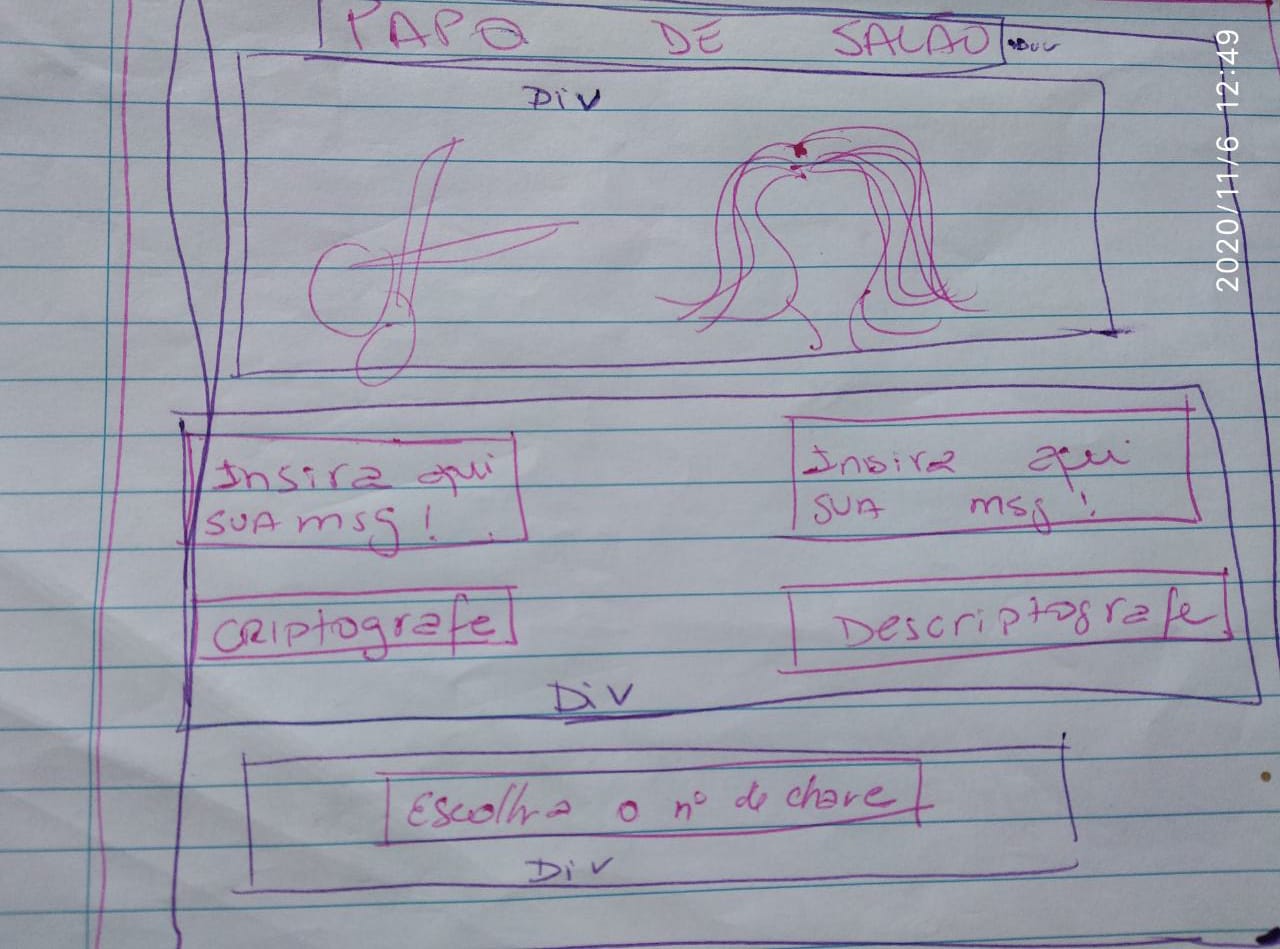 PAPO DE SALAO
DiV
Insira aqui
SUA msg!
Insira aqui
SUA msg!
CRiptografe
Descriptografe
DiV
Escolha o nº de chave
DiV
2020/11/6 12:49